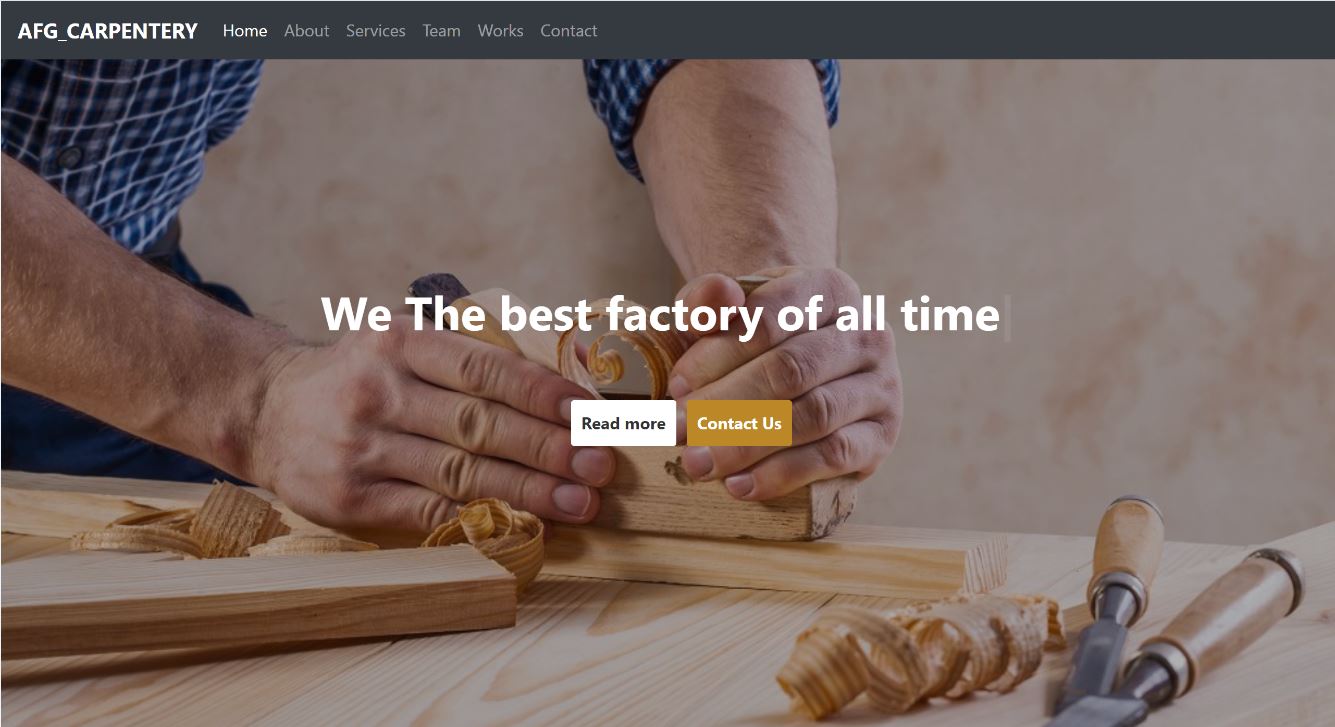 AFG_CARPENTERY Home About Services Team Works Contact
We The best factory of all time
Read more Contact Us